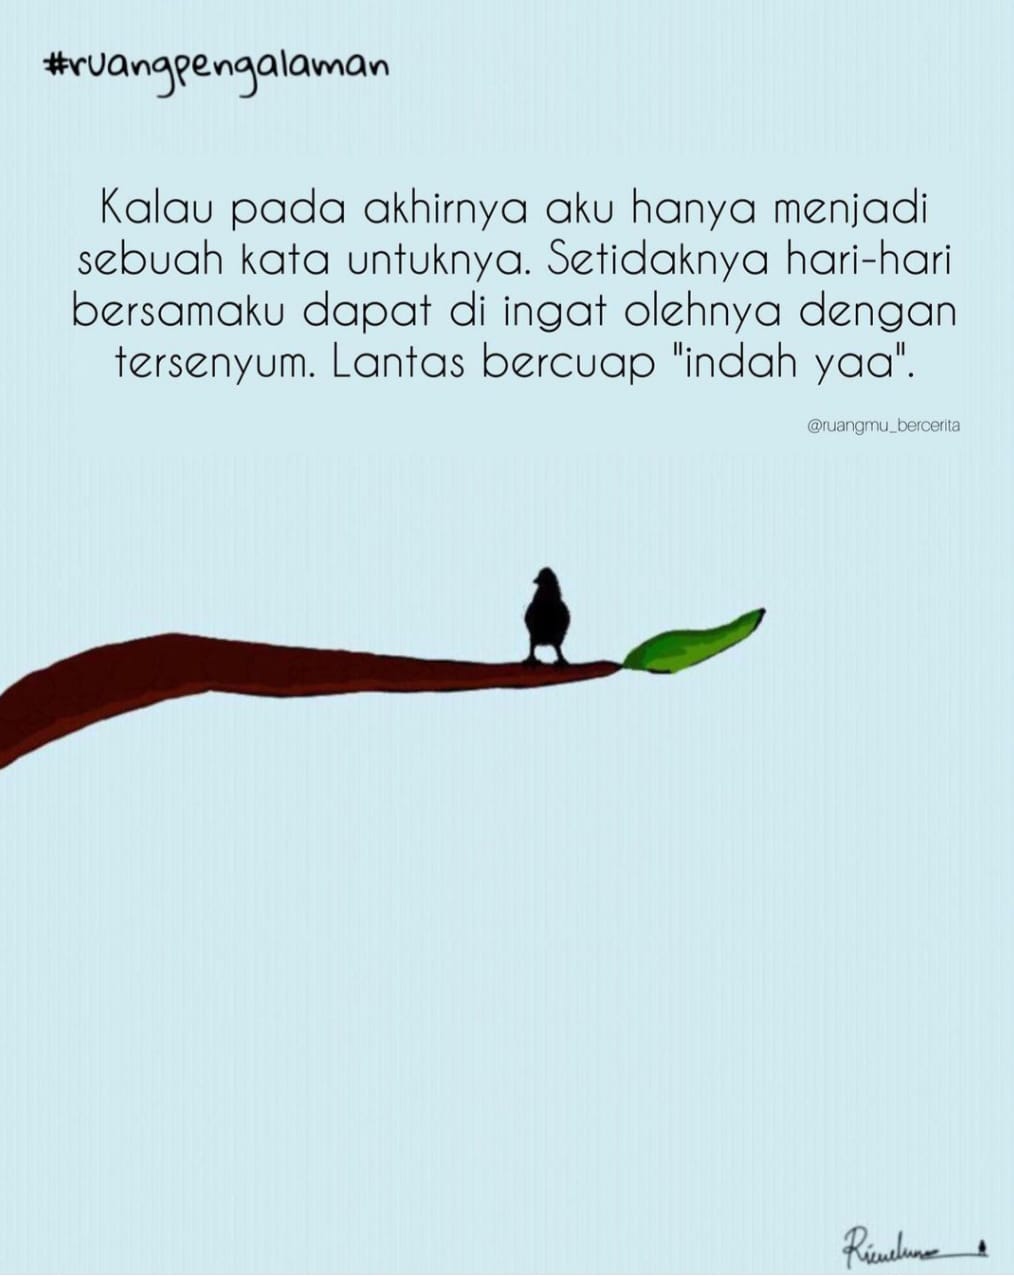 #ruangpengalaman
Kalau pada akhirnya aku hanya menjadi
sebuah kata untuknya. Setidaknya hari-hari
bersamaku dapat di ingat olehnya dengan
tersenyum. Lantas bercuap "indah yaa".
@ruangmu_bercerita